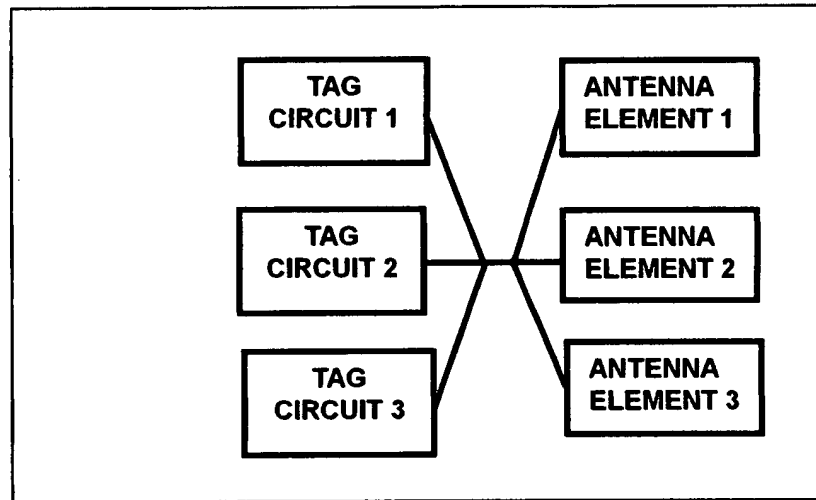 TAG
CIRCUIT 1
ANTENNA
ELEMENT 1
TAG
CIRCUIT 2
ANTENNA
ELEMENT 2
TAG
CIRCUIT 3
ANTENNA
ELEMENT 3